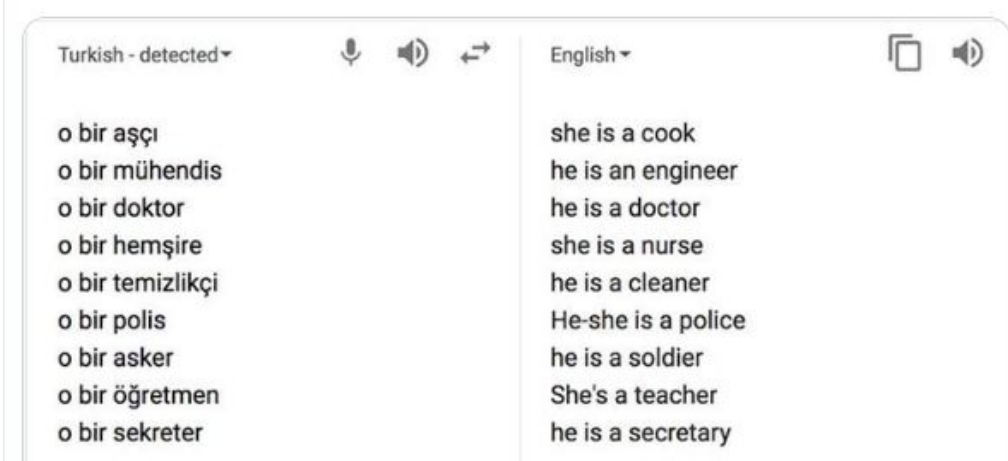 Turkish - detected
English
o bir aşçı
o bir mühendis
o bir doktor
o bir hemşire
o bir temizlikçi
o bir polis
o bir asker
o bir öğretmen
o bir sekreter
she is a cook
he is an engineer
he is a doctor
she is a nurse
he is a cleaner
He-she is a police
he is a soldier
She's a teacher
he is a secretary